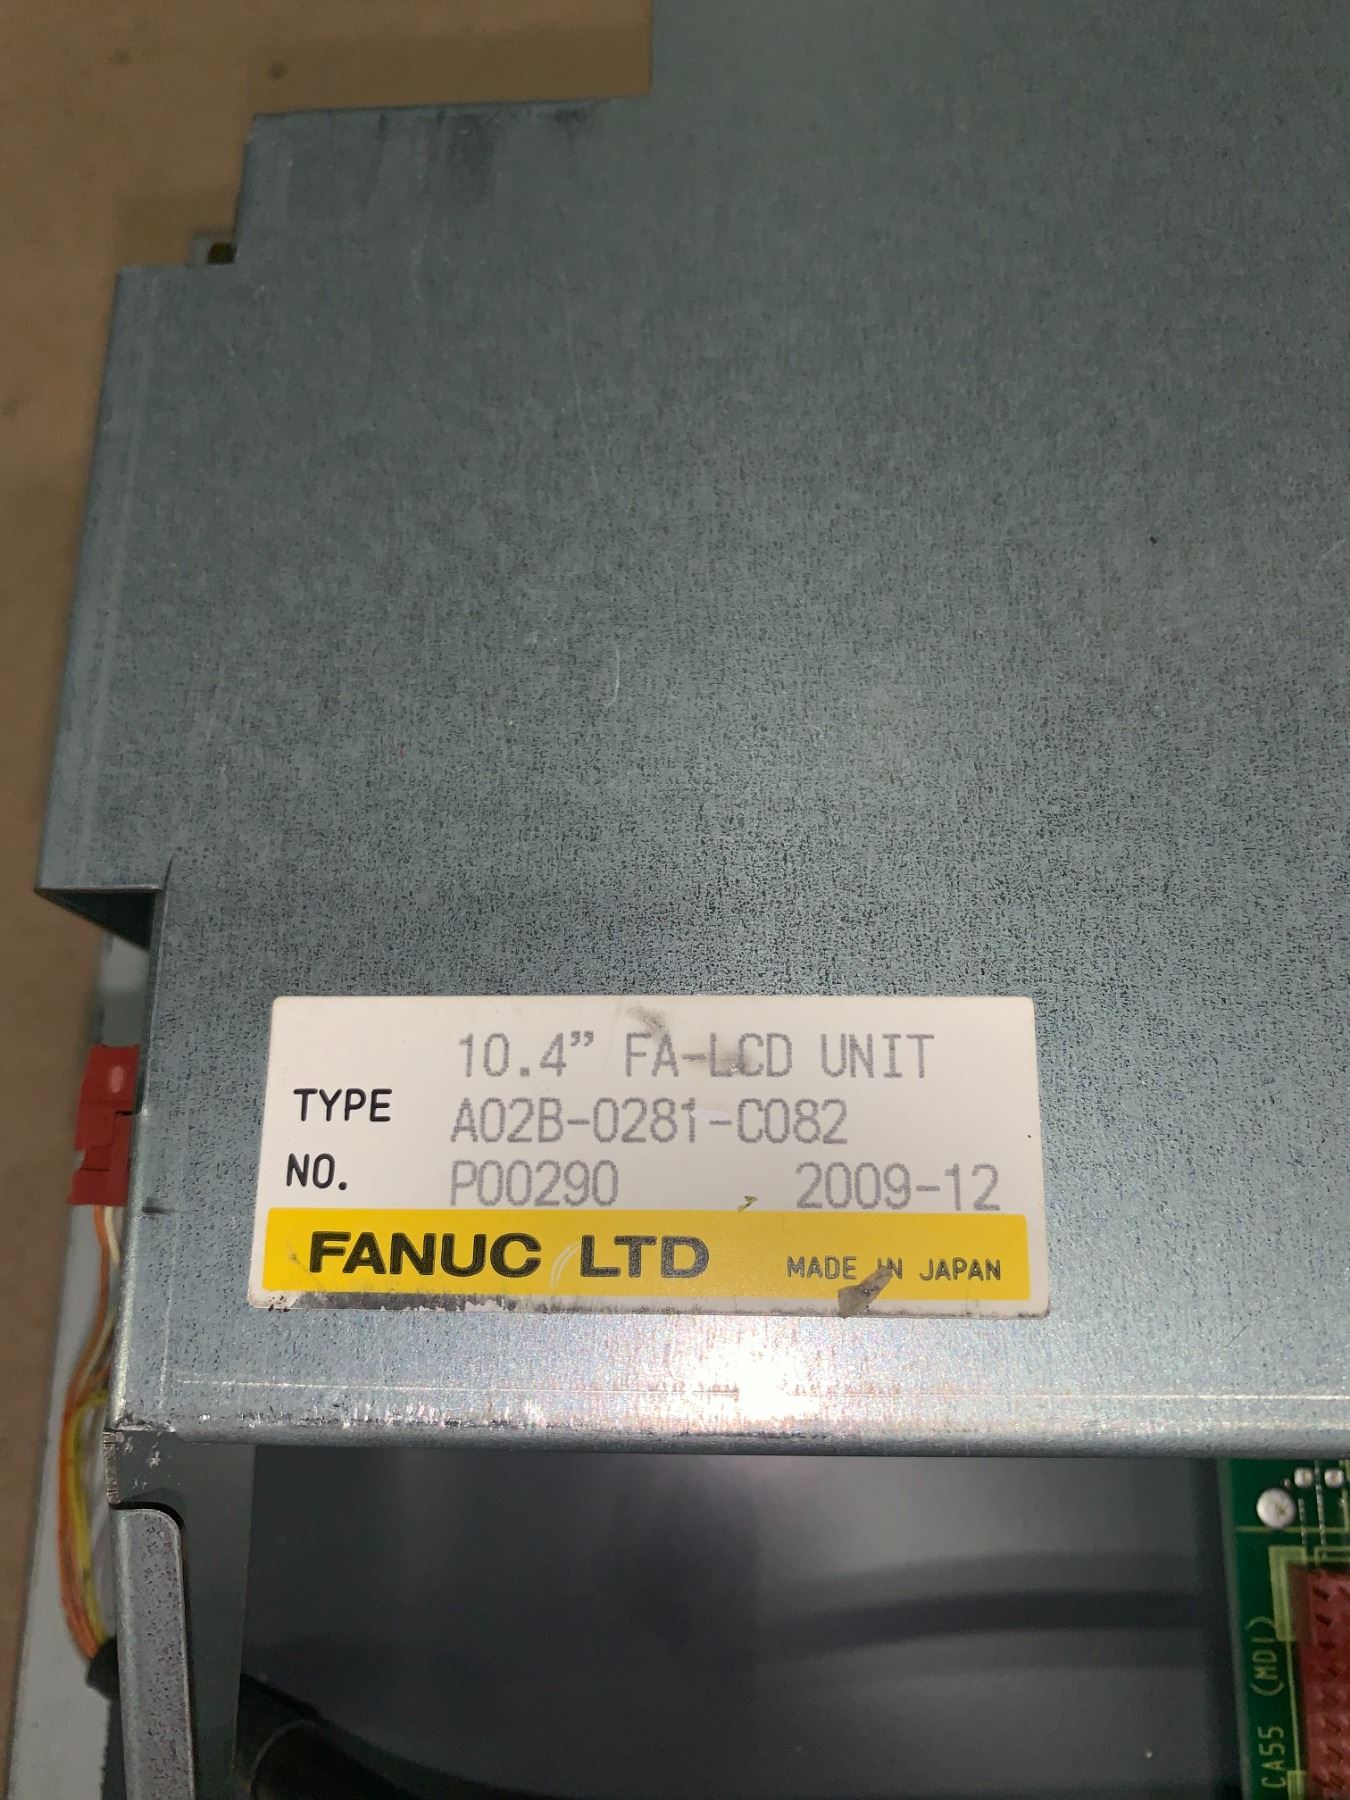 10.4” FA-LCD UNIT
TYPE A02B-0281-C082
NO. P00290 2009-12
FANUC LTD MADE IN JAPAN
CA55 (MDI)